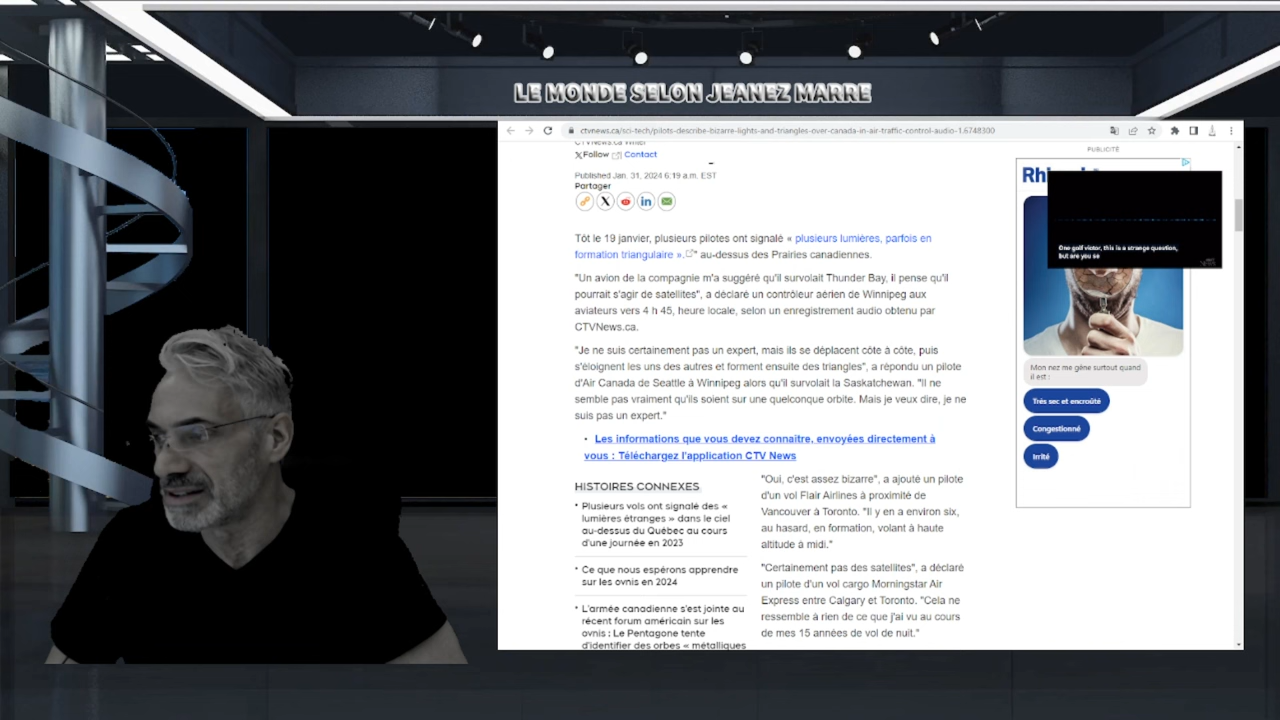 LE MONDE SELON JEANEZ MARRE
ctvnews.ca/sci-tech/pilots-describe-bizarre-lights-and-triangles-over-canada-in-air-traffic-control-audio-1.6748300
CTVNews.ca Writer
Follow Contact
Published Jan. 31, 2024 6:19 a.m. EST
Partager
Tôt le 19 janvier, plusieurs pilotes ont signalé « plusieurs lumières, parfois en
formation triangulaire ». " au-dessus des Prairies canadiennes.
"Un avion de la compagnie m'a suggéré qu'il survolait Thunder Bay, il pense qu'il
pourrait s'agir de satellites", a déclaré un contrôleur aérien de Winnipeg aux
aviateurs vers 4 h 45, heure locale, selon un enregistrement audio obtenu par
CTVNews.ca.
"Je ne suis certainement pas un expert, mais ils se déplacent côte à côte, puis
s'éloignent les uns des autres et forment ensuite des triangles", a répondu un pilote
d'Air Canada de Seattle à Winnipeg alors qu'il survolait la Saskatchewan. "Il ne
semble pas vraiment qu'ils soient sur une quelconque orbite. Mais je veux dire, je ne
suis pas un expert."
• Les informations que vous devez connaître, envoyées directement à
vous : Téléchargez l'application CTV News
HISTOIRES CONNEXES
• Plusieurs vols ont signalé des «
lumières étranges » dans le ciel
au-dessus du Québec au cours
d'une journée en 2023
• Ce que nous espérons apprendre
sur les ovnis en 2024
• L'armée canadienne s'est jointe au
récent forum américain sur les
ovnis : Le Pentagone tente
d'identifier des orbes « métalliques
"Oui, c'est assez bizarre", a ajouté un pilote
d'un vol Flair Airlines à proximité de
Vancouver à Toronto. "Il y en a environ six,
au hasard, en formation, volant à haute
altitude à midi."
"Certainement pas des satellites", a déclaré
un pilote d'un vol cargo Morningstar Air
Express entre Calgary et Toronto. "Cela ne
ressemble à rien de ce que j'ai vu au cours
de mes 15 années de vol de nuit."
PUBLICITÉ
One golf victor, this is a strange question,
but are you se
Mon nez me gêne surtout quand
il est :
Très sec et encroûté
Congestionné
Irrité